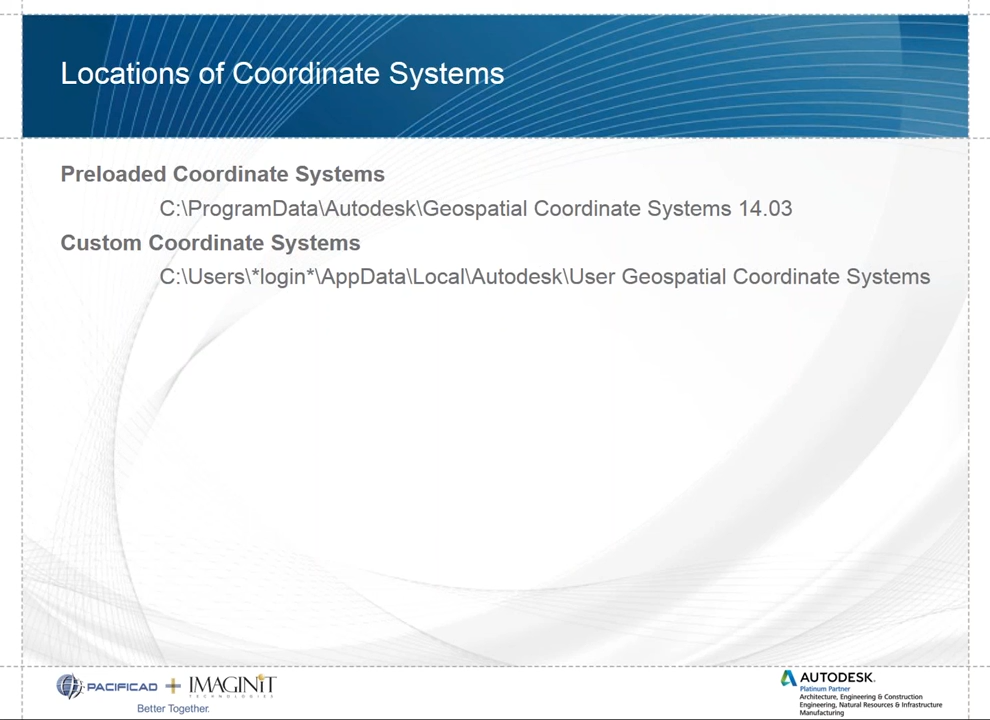 Locations of Coordinate Systems
Preloaded Coordinate Systems
C:\ProgramData\Autodesk\Geospatial Coordinate Systems 14.03
Custom Coordinate Systems
C:\Users\*login*\AppData\Local\Autodesk\User Geospatial Coordinate Systems
PACIFICAD + IMAGINiT
TECHNOLOGIES
Better Together.
AUTODESK.
Platinum Partner
Architecture, Engineering & Construction
Engineering, Natural Resources & Infrastructure
Manufacturing